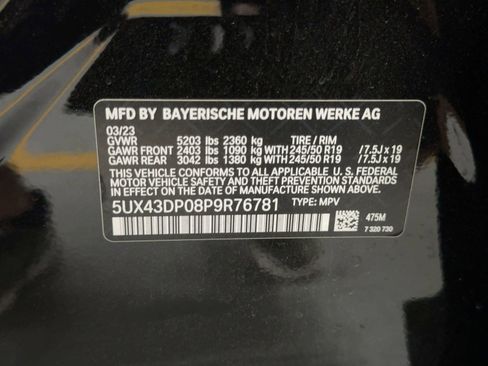 MFD BY BAYERISCHE MOTOREN WERKE AG
03/23
GVWR 5203 lbs 2360 kg TIRE / RIM
GAWR FRONT 2403 lbs 1090 kg WITH 245/50 R19 / 7.5J x 19
GAWR REAR 3042 lbs 1380 kg WITH 245/50 R19 / 7.5J x 19
THIS VEHICLE CONFORMS TO ALL APPLICABLE U.S. FEDERAL
MOTOR VEHICLE SAFETY, BUMPER, AND THEFT PREVENTION STANDARDS
IN EFFECT ON THE DATE OF MANUFACTURE SHOWN ABOVE.
5UX43DP08P9R76781 TYPE: MPV
475M
7 320 730